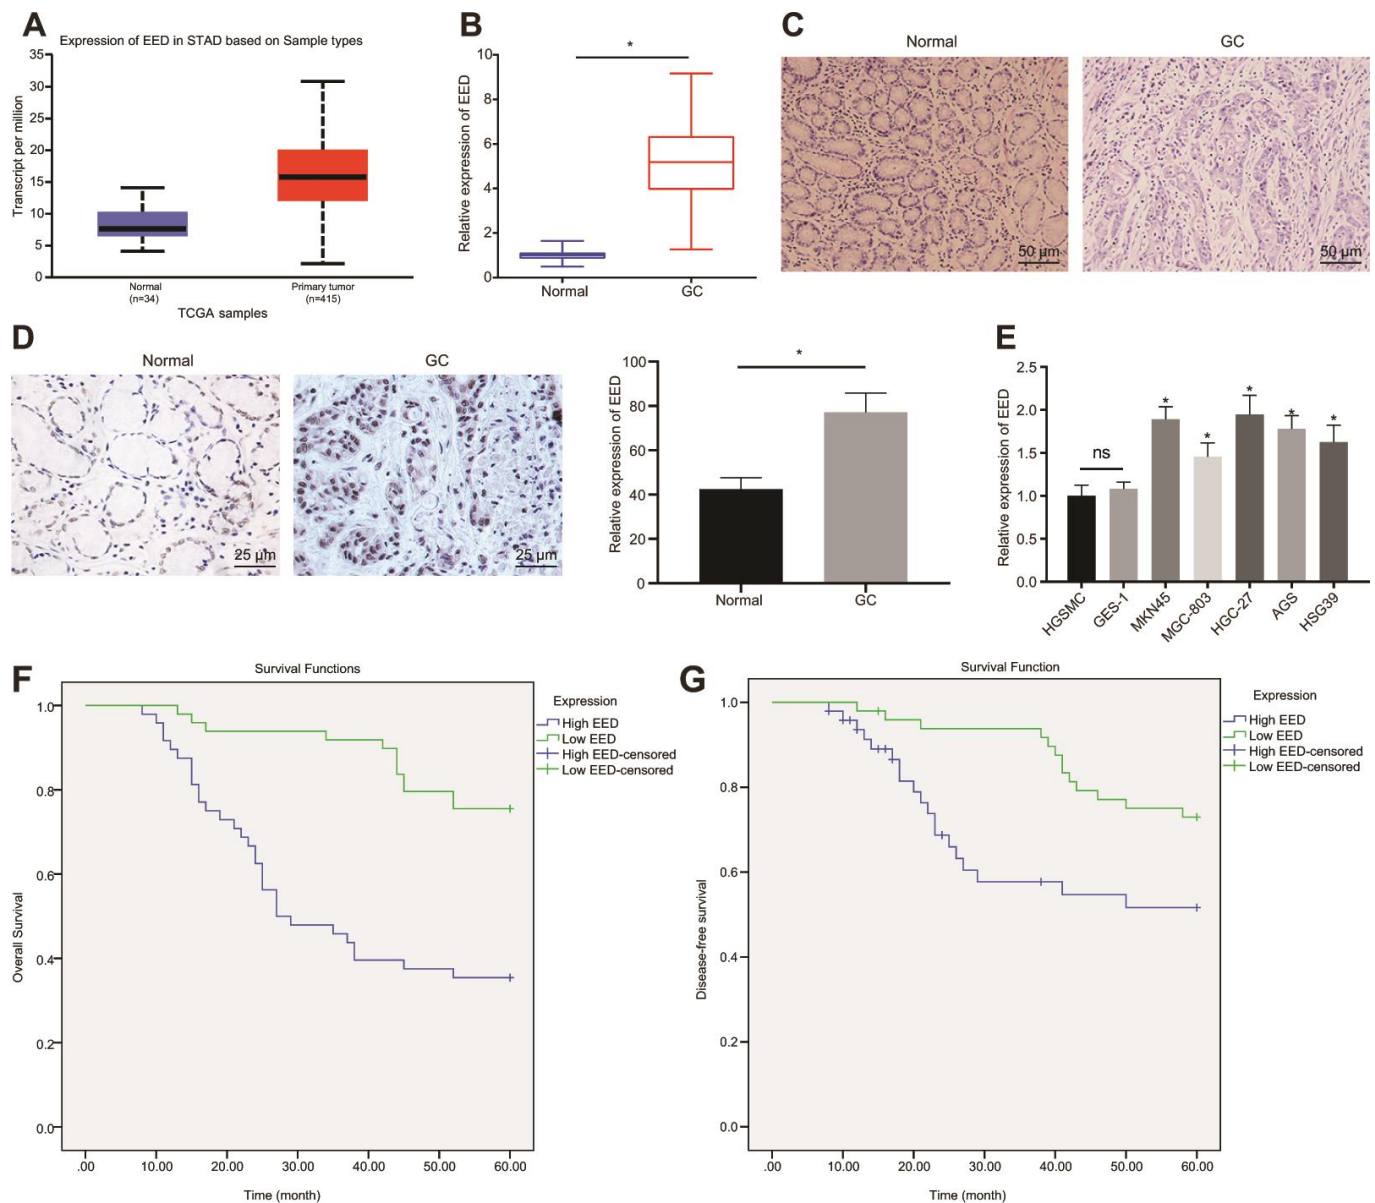 A
Expression of EED in STAD based on Sample types
Transcript per million
35
30
25
20
15
10
5
0
Normal
(n=34)
Primary tumor
(n=415)
TCGA samples
B
*
Relative expression of EED
10
8
6
4
2
0
Normal
GC
C
Normal
GC
50 µm
50 µm
D
Normal
GC
25 µm
25 µm
*
Relative expression of EED
100
80
60
40
20
0
Normal
GC
E
Relative expression of EED
2.5
2.0
1.5
1.0
0.5
0.0
ns
*
*
*
*
*
HGSMC
GES-1
MKN45
MGC-803
HGC-27
AGS
HSG39
F
Survival Functions
Overall Survival
1.0
0.8
0.6
0.4
0.2
0.0
.00
10.00
20.00
30.00
40.00
50.00
60.00
Time (month)
Expression
High EED
Low EED
High EED-censored
Low EED-censored
G
Survival Function
Disease-free survival
1.0
0.8
0.6
0.4
0.2
0.0
.00
10.00
20.00
30.00
40.00
50.00
60.00
Time (month)
Expression
High EED
Low EED
High EED-censored
Low EED-censored